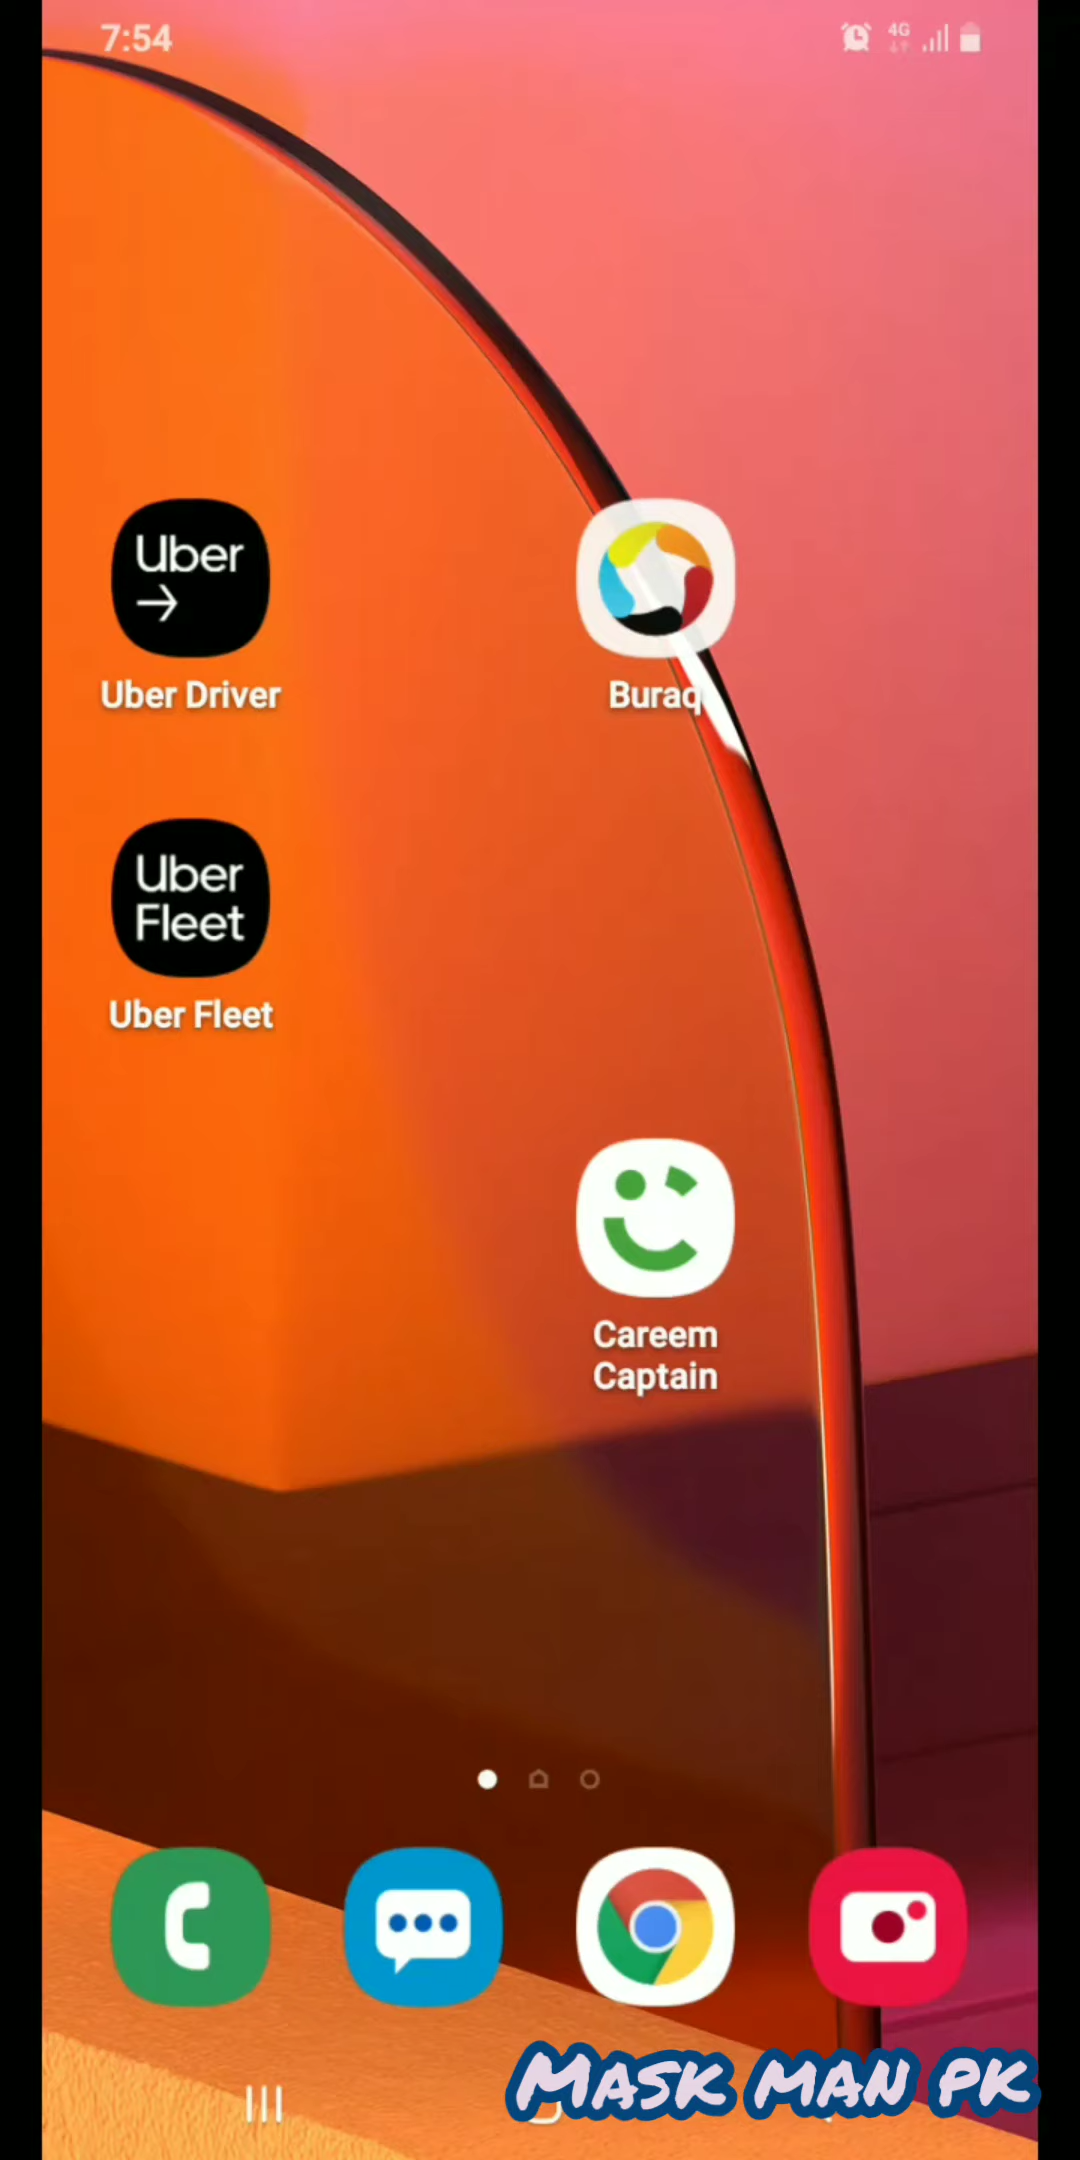 7:54
4G
Uber
Uber Driver
Buraq
Uber
Fleet
Uber Fleet
Careem
Captain
MASK MAN PK